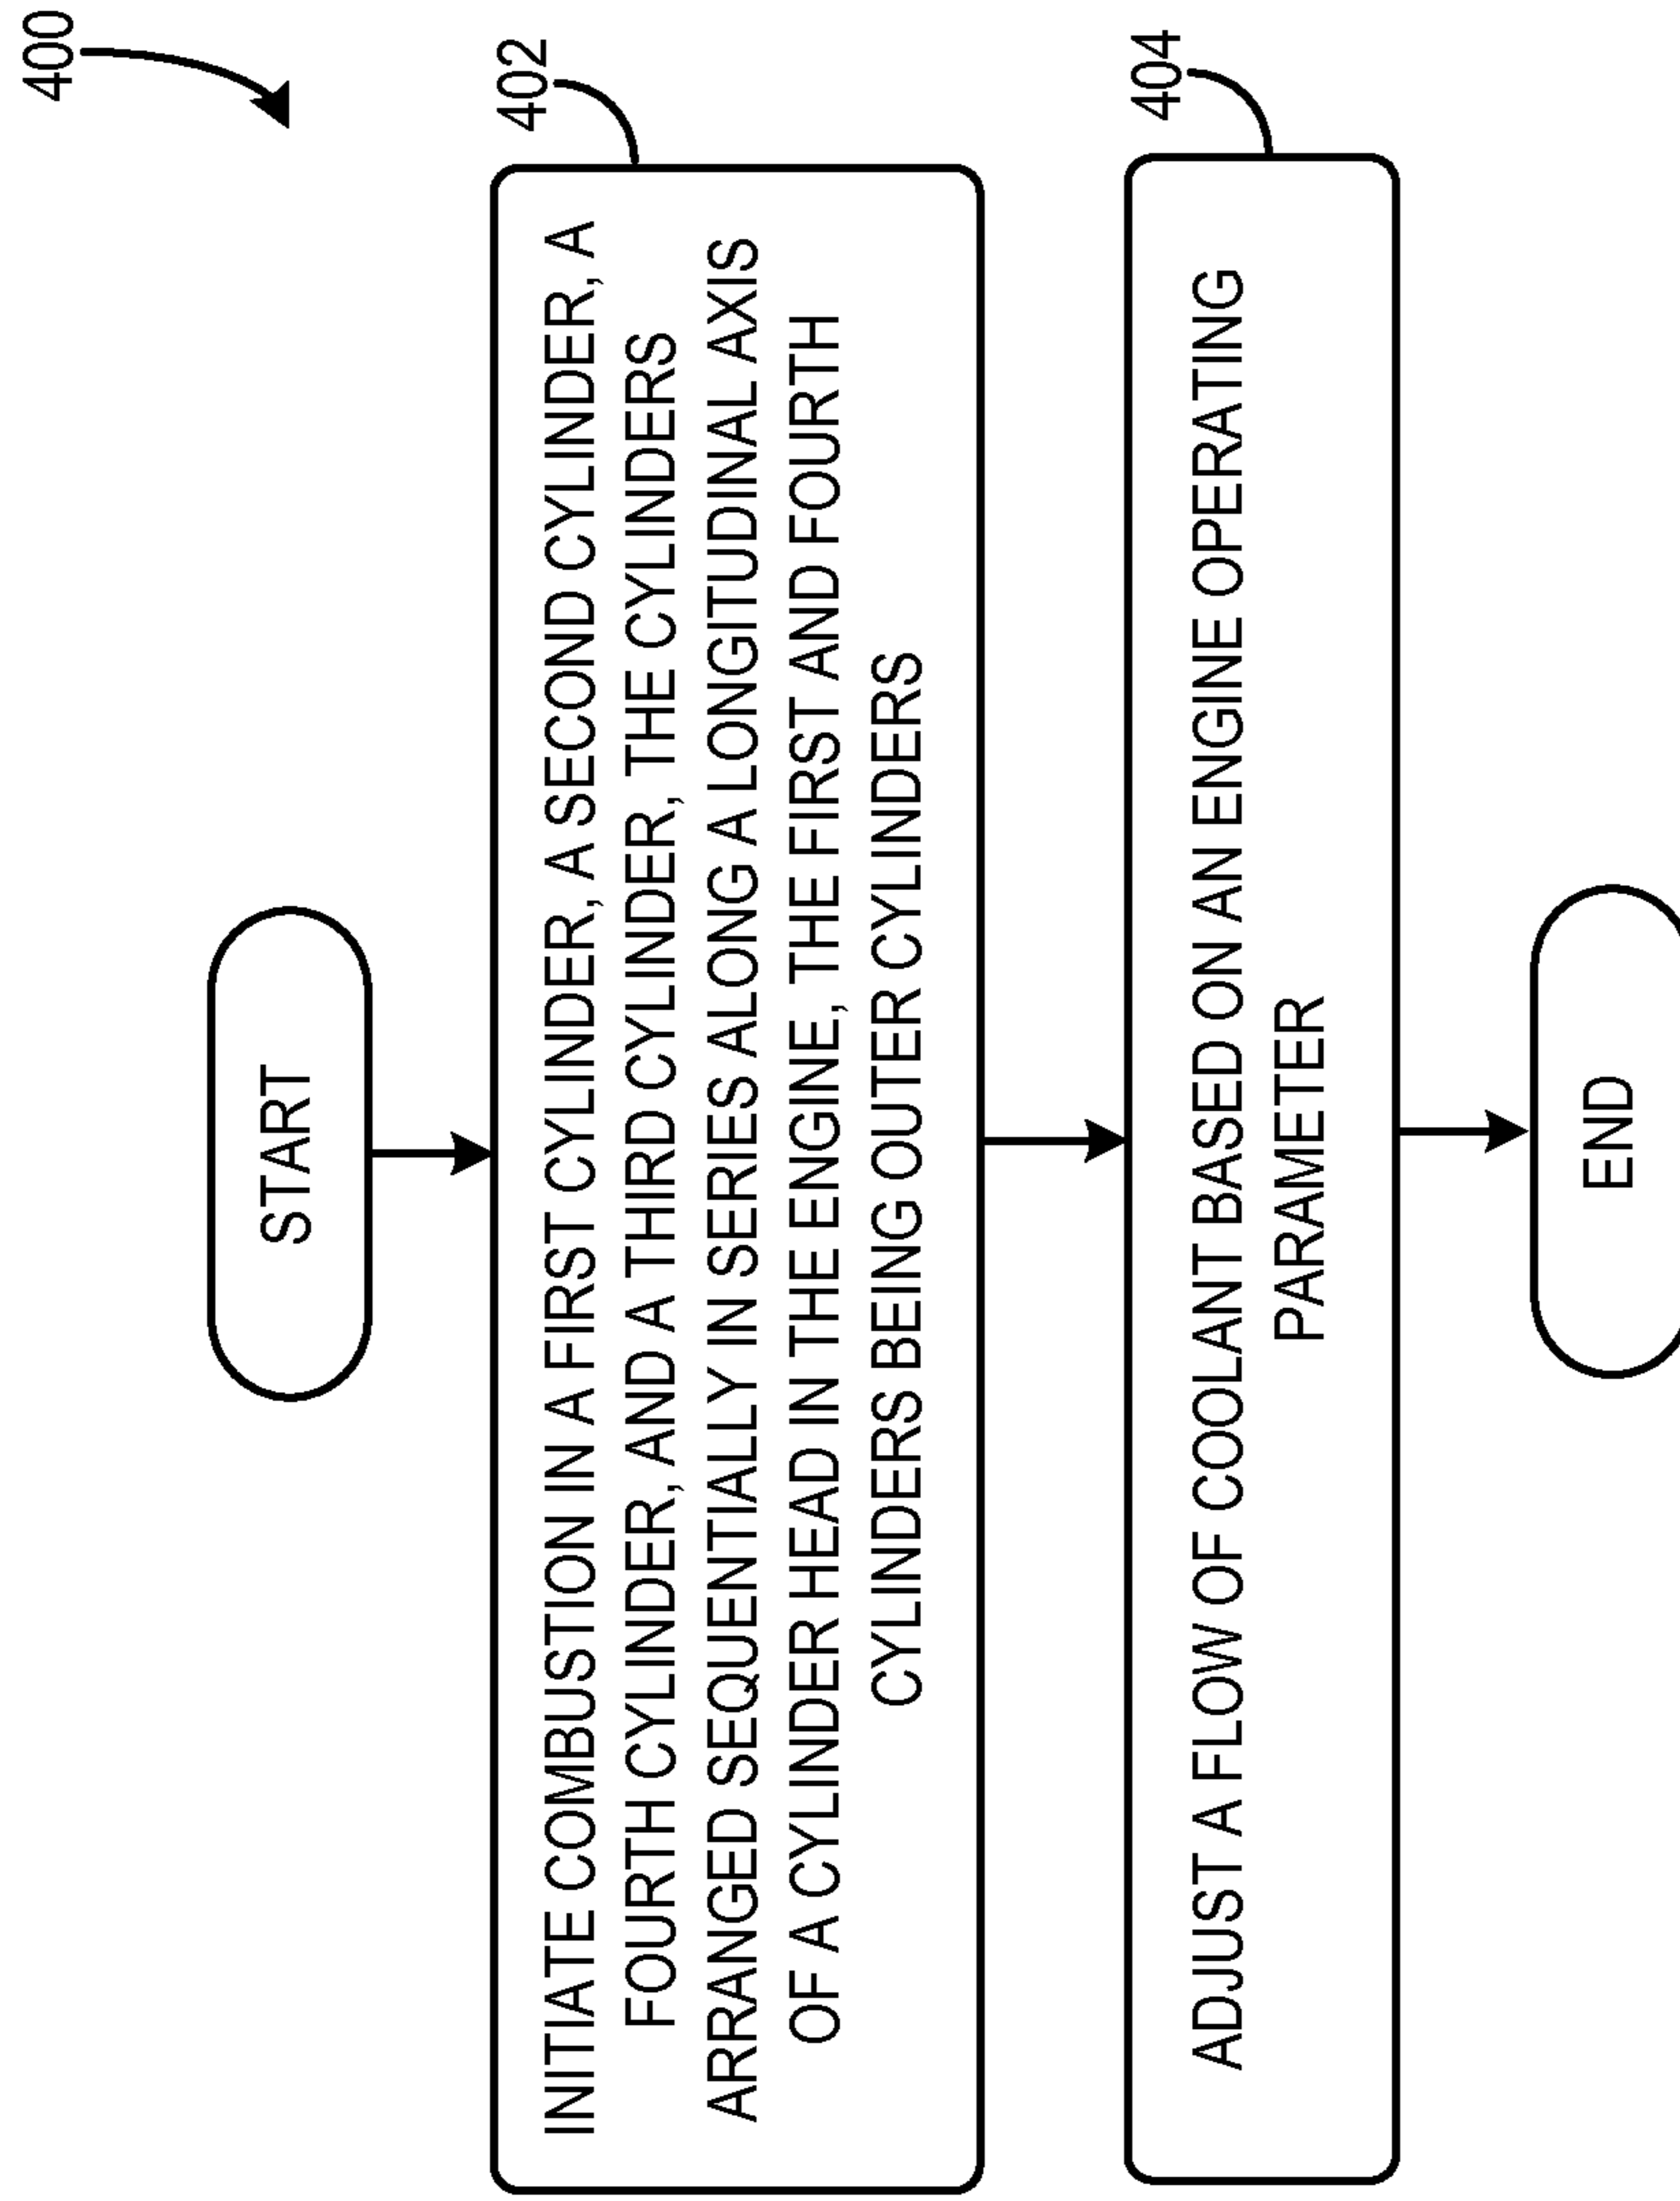 400
START
402
INITIATE COMBUSTION IN A FIRST CYLINDER, A SECOND CYLINDER, A
FOURTH CYLINDER, AND A THIRD CYLINDER, THE CYLINDERS
ARRANGED SEQUENTIALLY IN SERIES ALONG A LONGITUDINAL AXIS
OF A CYLINDER HEAD IN THE ENGINE, THE FIRST AND FOURTH
CYLINDERS BEING OUTER CYLINDERS
404
ADJUST A FLOW OF COOLANT BASED ON AN ENGINE OPERATING
PARAMETER
END